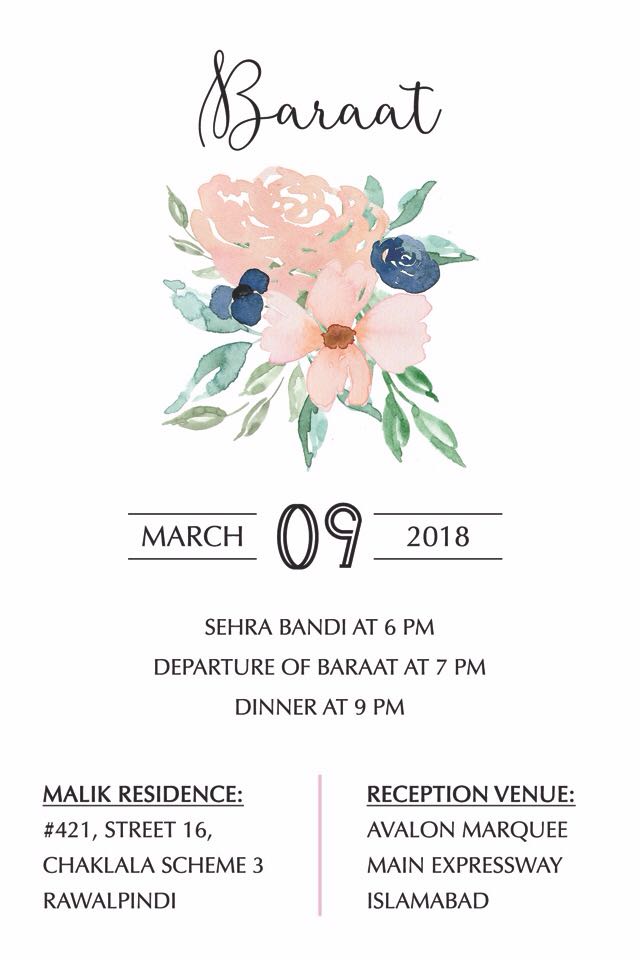 Baraat
MARCH 09 2018
SEHRA BANDI AT 6 PM
DEPARTURE OF BARAAT AT 7 PM
DINNER AT 9 PM
MALIK RESIDENCE:
#421, STREET 16,
CHAKLALA SCHEME 3
RAWALPINDI
RECEPTION VENUE:
AVALON MARQUEE
MAIN EXPRESSWAY
ISLAMABAD